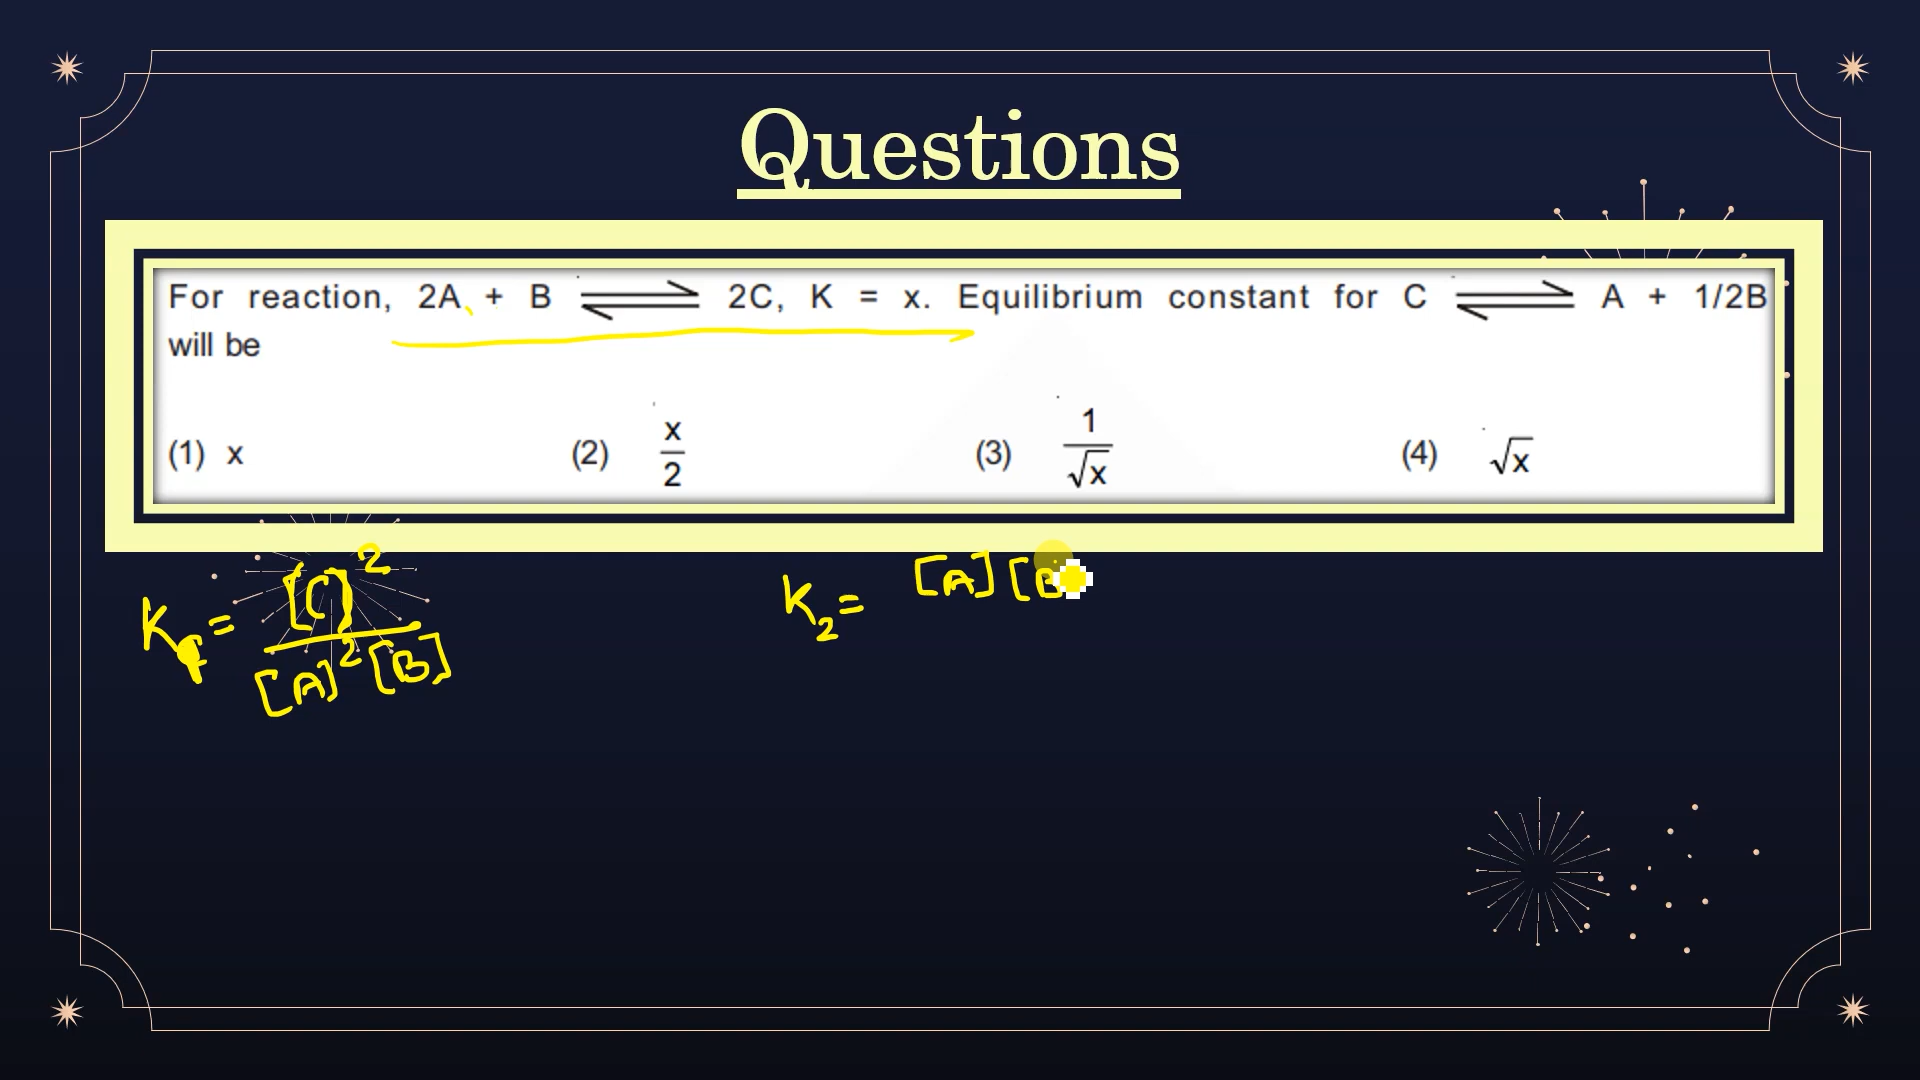 Questions
For reaction, 2A + B ⇌ 2C, K = x. Equilibrium constant for C ⇌ A + 1/2B
will be
(1) x (2) x/2 (3) 1/√x (4) √x
K₁ = [C]² / [A]² [B]
K₂ = [A] [B